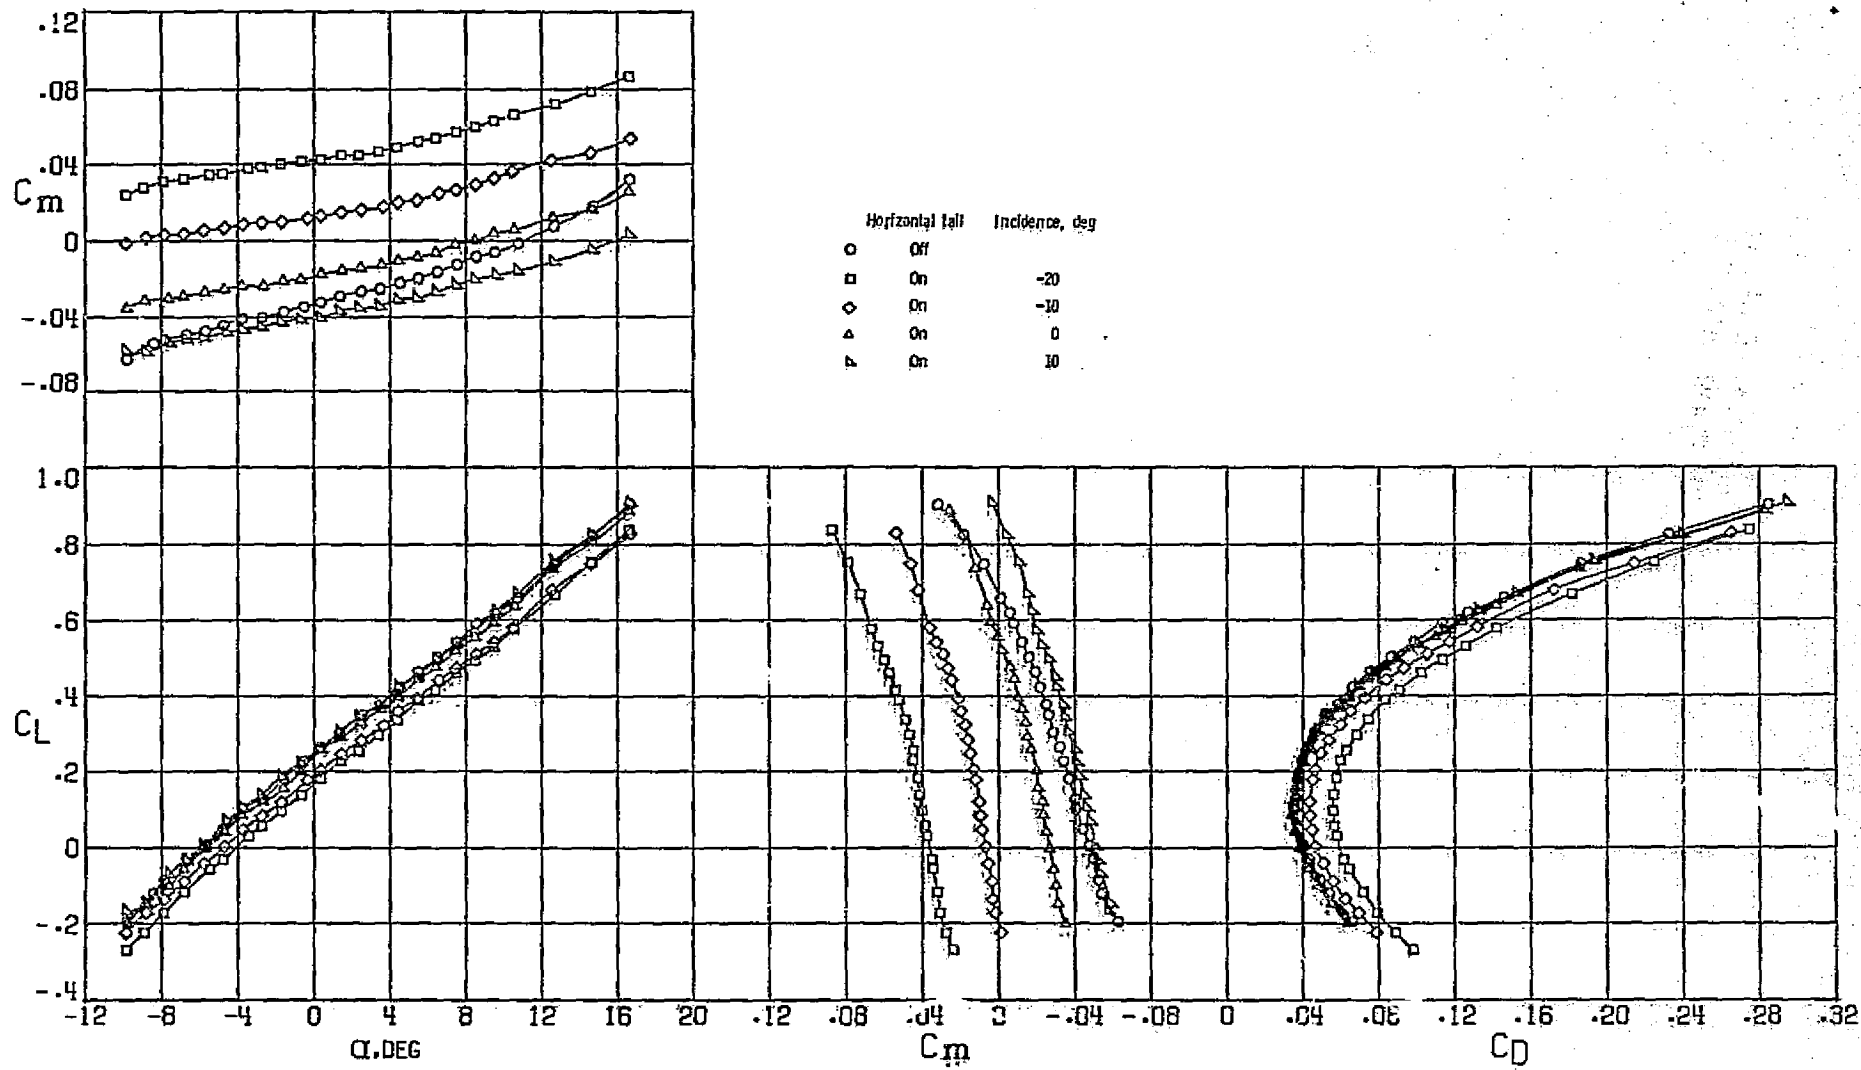 .12
.08
.04
Cm
0
-.04
-.08
Horizontal tail Incidence, deg
Off
On -20
On -10
On 0
On 10
1.0
.8
.6
.4
CL
.2
0
-.2
-.4
-12 -8 -4 0 4 8 12 16 20 .12 .08 .04 0 -.04 -.08 0 .04 .08 .12 .16 .20 .24 .28 .32
α,DEG Cm CD